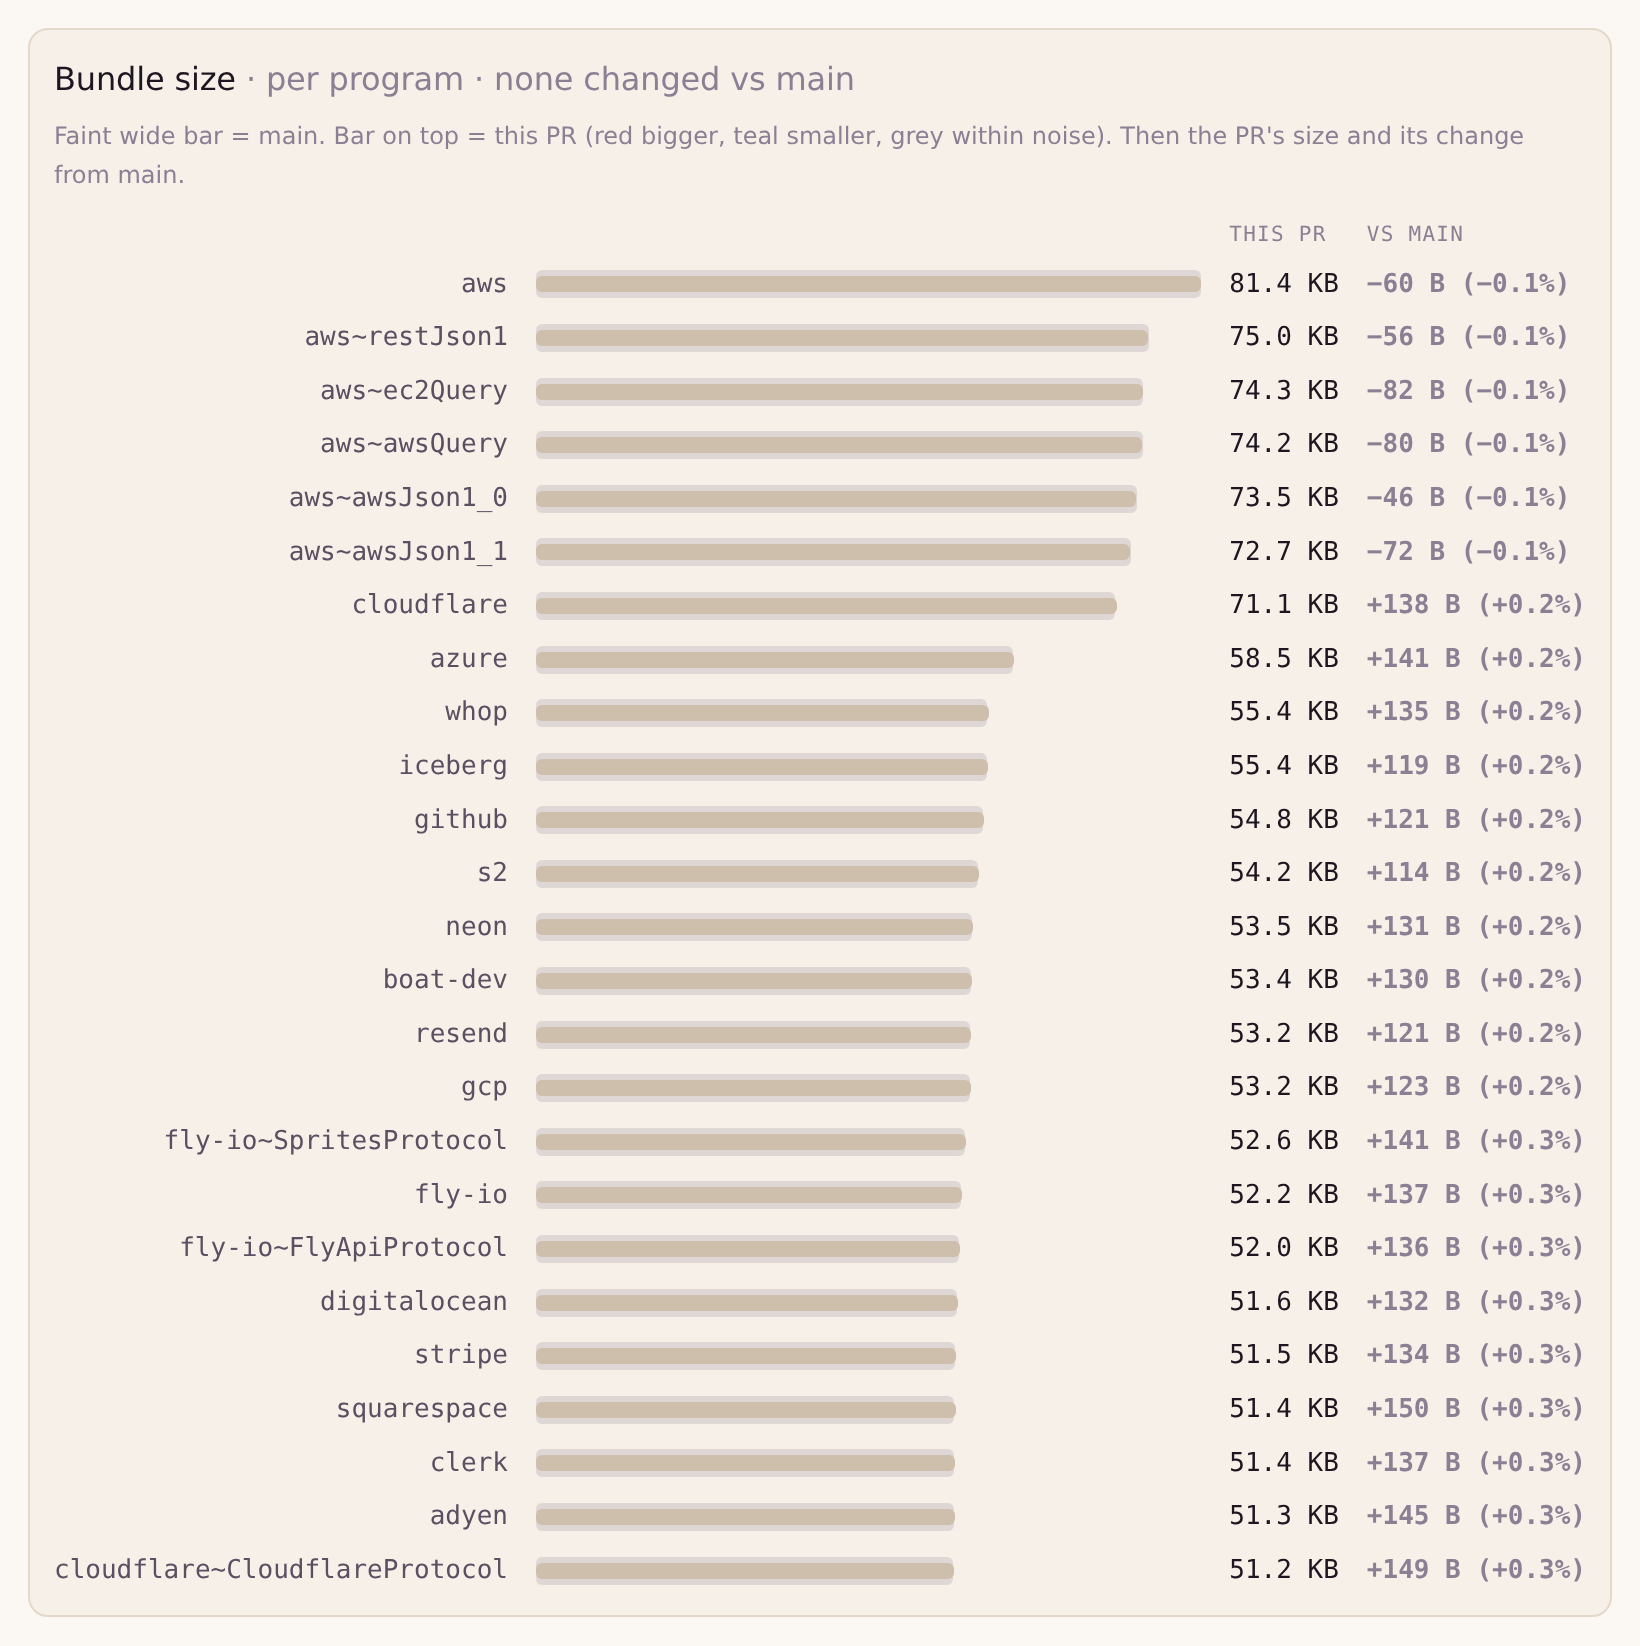 Bundle size · per program · none changed vs main
Faint wide bar = main. Bar on top = this PR (red bigger, teal smaller, grey within noise). Then the PR's size and its change
from main.
THIS PR VS MAIN
aws 81.4 KB −60 B (−0.1%)
aws~restJson1 75.0 KB −56 B (−0.1%)
aws~ec2Query 74.3 KB −82 B (−0.1%)
aws~awsQuery 74.2 KB −80 B (−0.1%)
aws~awsJson1_0 73.5 KB −46 B (−0.1%)
aws~awsJson1_1 72.7 KB −72 B (−0.1%)
cloudflare 71.1 KB +138 B (+0.2%)
azure 58.5 KB +141 B (+0.2%)
whop 55.4 KB +135 B (+0.2%)
iceberg 55.4 KB +119 B (+0.2%)
github 54.8 KB +121 B (+0.2%)
s2 54.2 KB +114 B (+0.2%)
neon 53.5 KB +131 B (+0.2%)
boat-dev 53.4 KB +130 B (+0.2%)
resend 53.2 KB +121 B (+0.2%)
gcp 53.2 KB +123 B (+0.2%)
fly-io~SpritesProtocol 52.6 KB +141 B (+0.3%)
fly-io 52.2 KB +137 B (+0.3%)
fly-io~FlyApiProtocol 52.0 KB +136 B (+0.3%)
digitalocean 51.6 KB +132 B (+0.3%)
stripe 51.5 KB +134 B (+0.3%)
squarespace 51.4 KB +150 B (+0.3%)
clerk 51.4 KB +137 B (+0.3%)
adyen 51.3 KB +145 B (+0.3%)
cloudflare~CloudflareProtocol 51.2 KB +149 B (+0.3%)